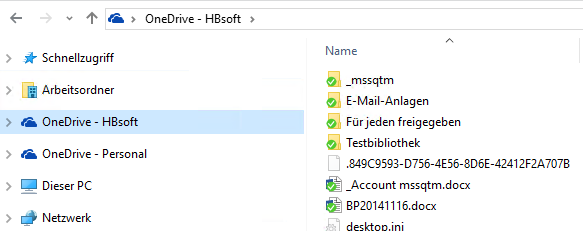 OneDrive - HBsoft
Name
Schnellzugriff
Arbeitsordner
OneDrive - HBsoft
OneDrive - Personal
Dieser PC
Netzwerk
_mssqtm
E-Mail-Anlagen
Für jeden freigegeben
Testbibliothek
.849C9593-D756-4E56-8D6E-42412F2A707B
_Account mssqtm.docx
BP20141116.docx
desktop.ini